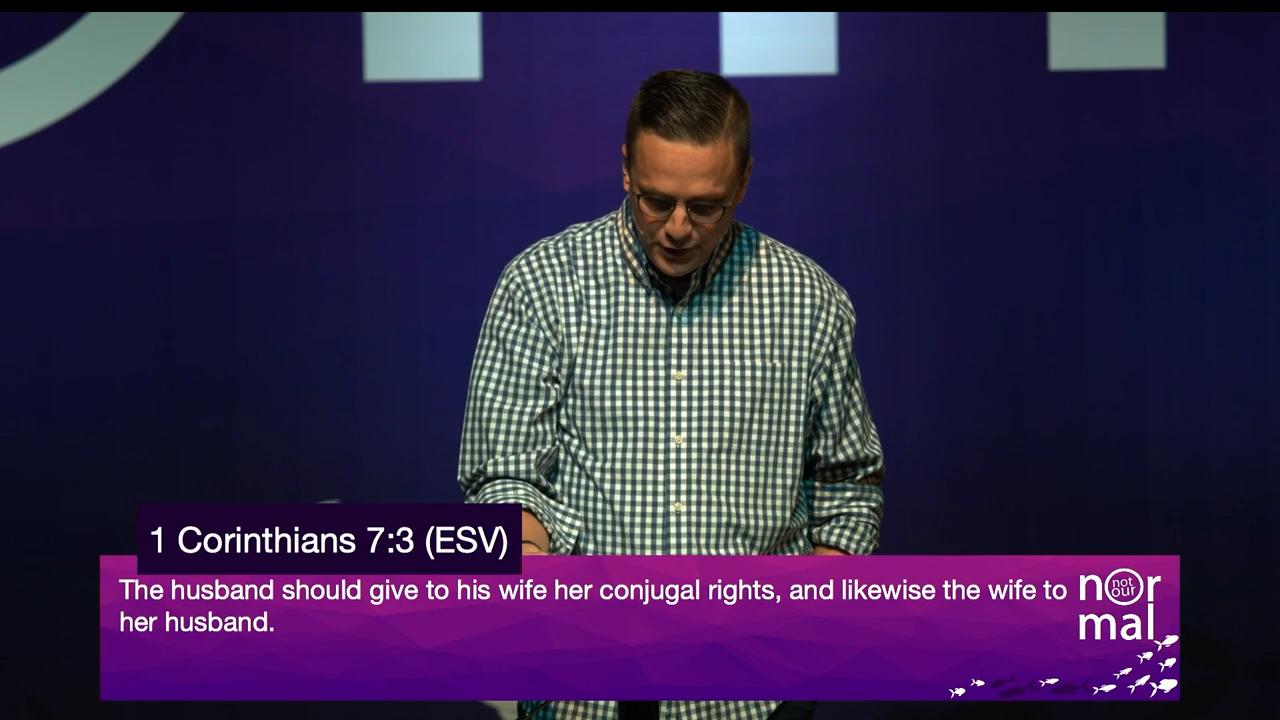 1 Corinthians 7:3 (ESV)
The husband should give to his wife her conjugal rights, and likewise the wife to
her husband.
nor
not
our
mal